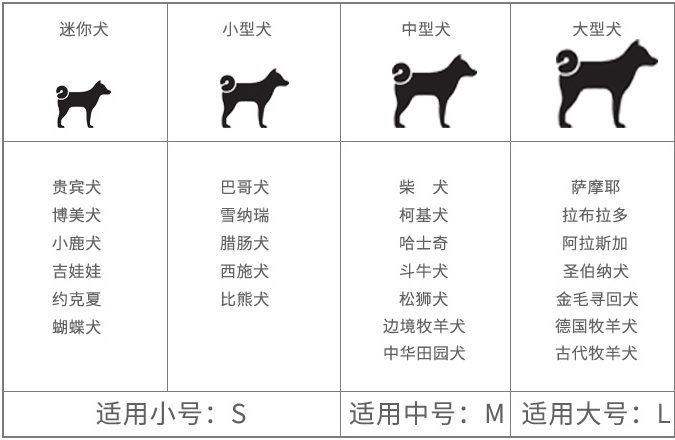 迷你犬 小型犬 中型犬 大型犬
贵宾犬 巴哥犬 柴 犬 萨摩耶
博美犬 雪纳瑞 柯基犬 拉布拉多
小鹿犬 腊肠犬 哈士奇 阿拉斯加
吉娃娃 西施犬 斗牛犬 圣伯纳犬
约克夏 比熊犬 松狮犬 金毛寻回犬
蝴蝶犬 边境牧羊犬 德国牧羊犬
中华田园犬 古代牧羊犬
适用小号：S 适用中号：M 适用大号：L